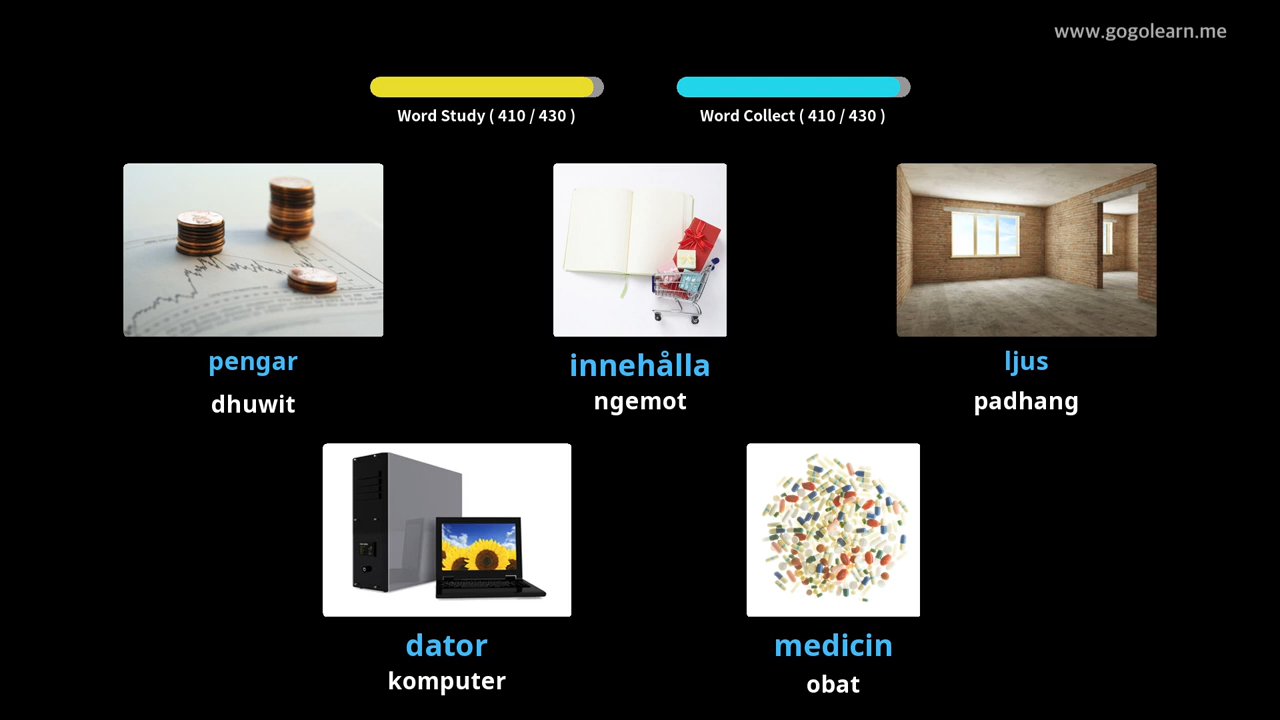 www.gogolearn.me
Word Study ( 410 / 430 )
Word Collect ( 410 / 430 )
pengar
dhuwit
innehålla
ngemot
ljus
padhang
dator
komputer
medicin
obat